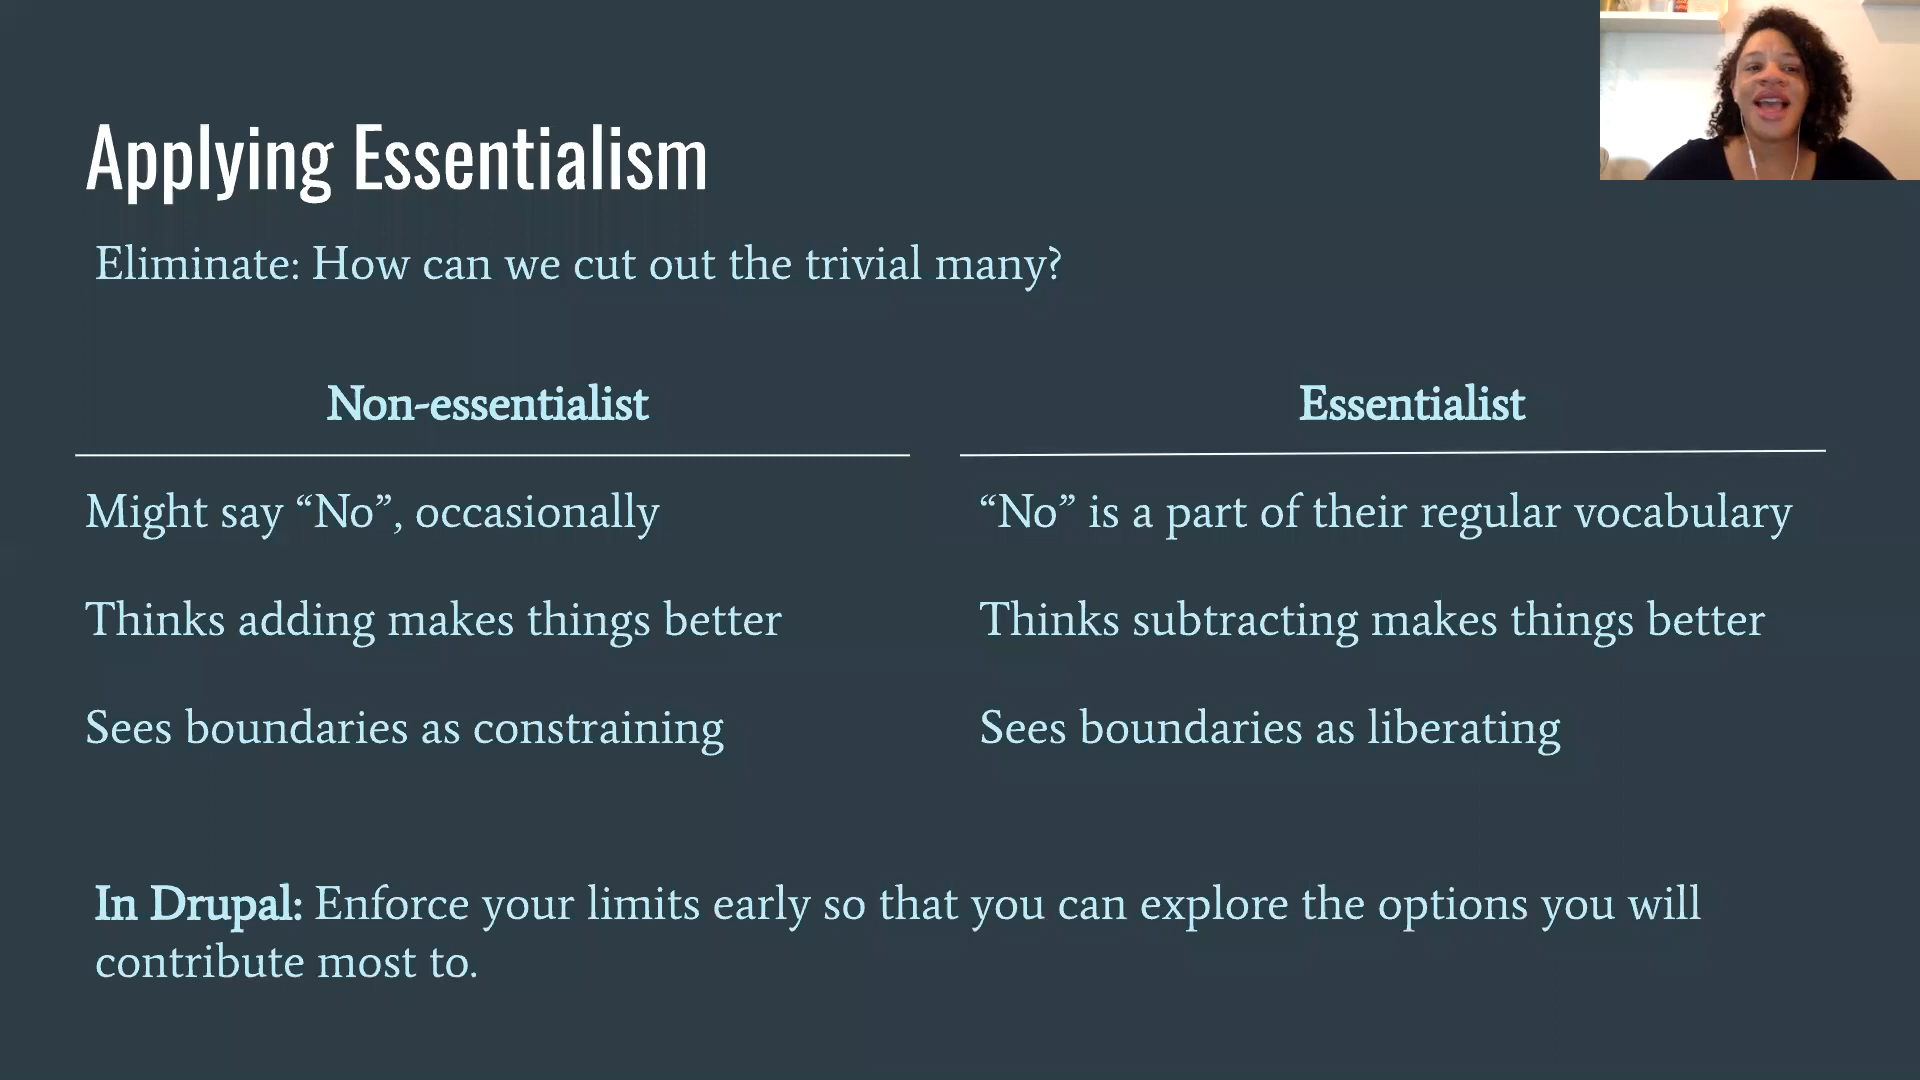 Applying Essentialism
Eliminate: How can we cut out the trivial many?
Non-essentialist
Essentialist
Might say “No”, occasionally
“No” is a part of their regular vocabulary
Thinks adding makes things better
Thinks subtracting makes things better
Sees boundaries as constraining
Sees boundaries as liberating
In Drupal: Enforce your limits early so that you can explore the options you will
contribute most to.